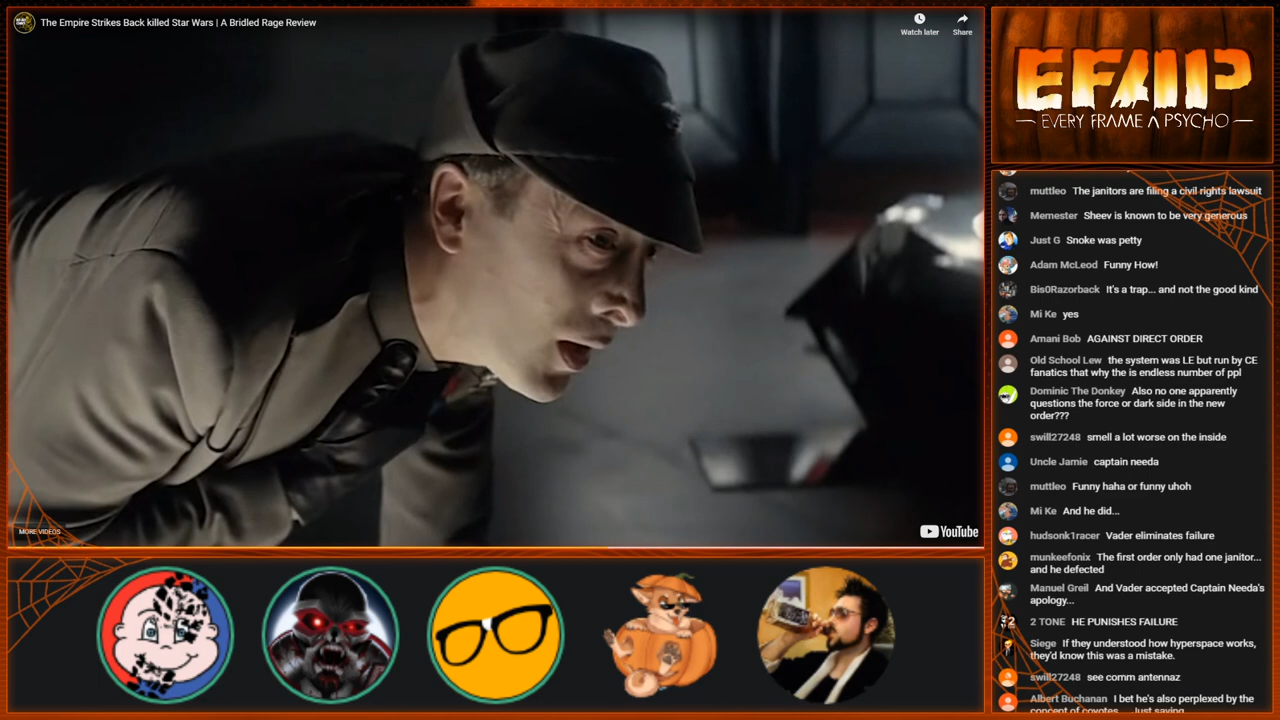 The Empire Strikes Back killed Star Wars | A Bridled Rage Review
Watch later
Share
MORE VIDEOS
YouTube
EFAP
EVERY FRAME A PSYCHO
muttleo The janitors are filing a civil rights lawsuit
Memester Sheev is known to be very generous
Just G Snoke was petty
Adam McLeod Funny How!
Bis0Razorback It's a trap... and not the good kind
Mi Ke yes
Amani Bob AGAINST DIRECT ORDER
Old School Lew the system was LE but run by CE
fanatics that why the is endless number of ppl
Dominic The Donkey Also no one apparently
questions the force or dark side in the new
order???
swill27248 smell a lot worse on the inside
Uncle Jamie captain needa
muttleo Funny haha or funny uhoh
Mi Ke And he did...
hudsonk1racer Vader eliminates failure
munkeefonix The first order only had one janitor...
and he defected
Manuel Greil And Vader accepted Captain Needa's
apology...
2 TONE HE PUNISHES FAILURE
Siege If they understood how hyperspace works,
they'd know this was a mistake.
swill27248 see comm antennaz
Albert Buchanan I bet he's also perplexed by the
concept of coyotes.....Just saying